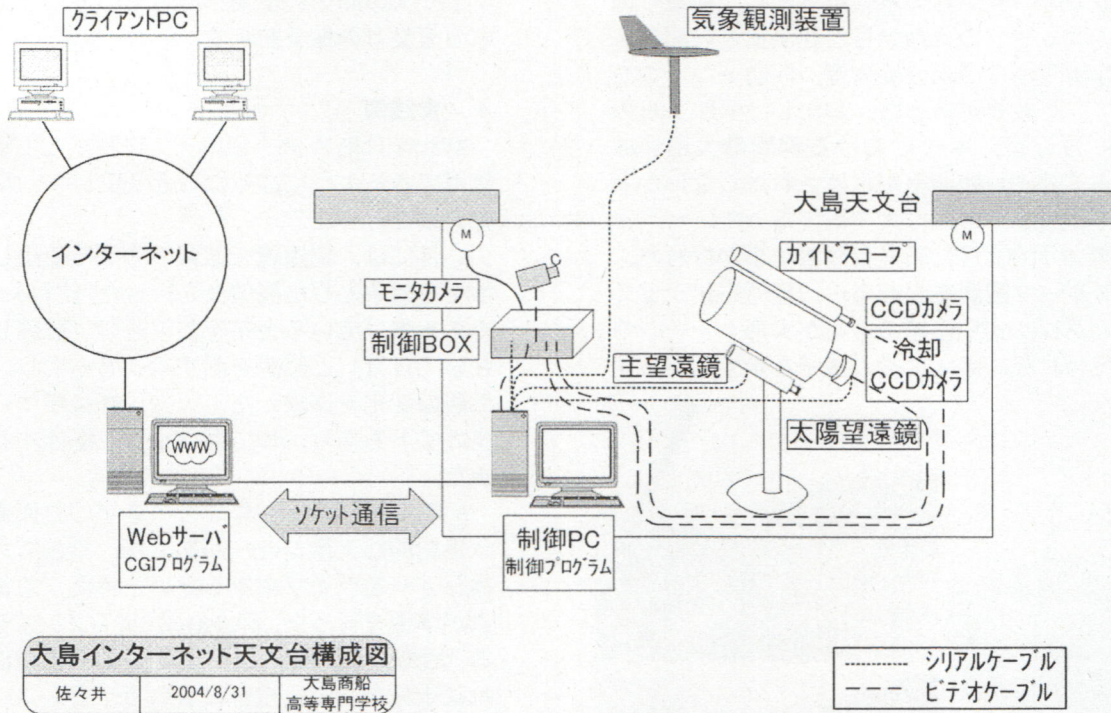 クライアントPC
気象観測装置
大島天文台
M
M
インターネット
ガイドスコープ
モニタカメラ
CCDカメラ
制御BOX
冷却
主望遠鏡
CCDカメラ
太陽望遠鏡
WWW
ソケット通信
Webサーバ
CGIプログラム
制御PC
制御プログラム
大島インターネット天文台構成図
佐々井
2004/8/31
大島商船
高等専門学校
シリアルケーブル
ビデオケーブル